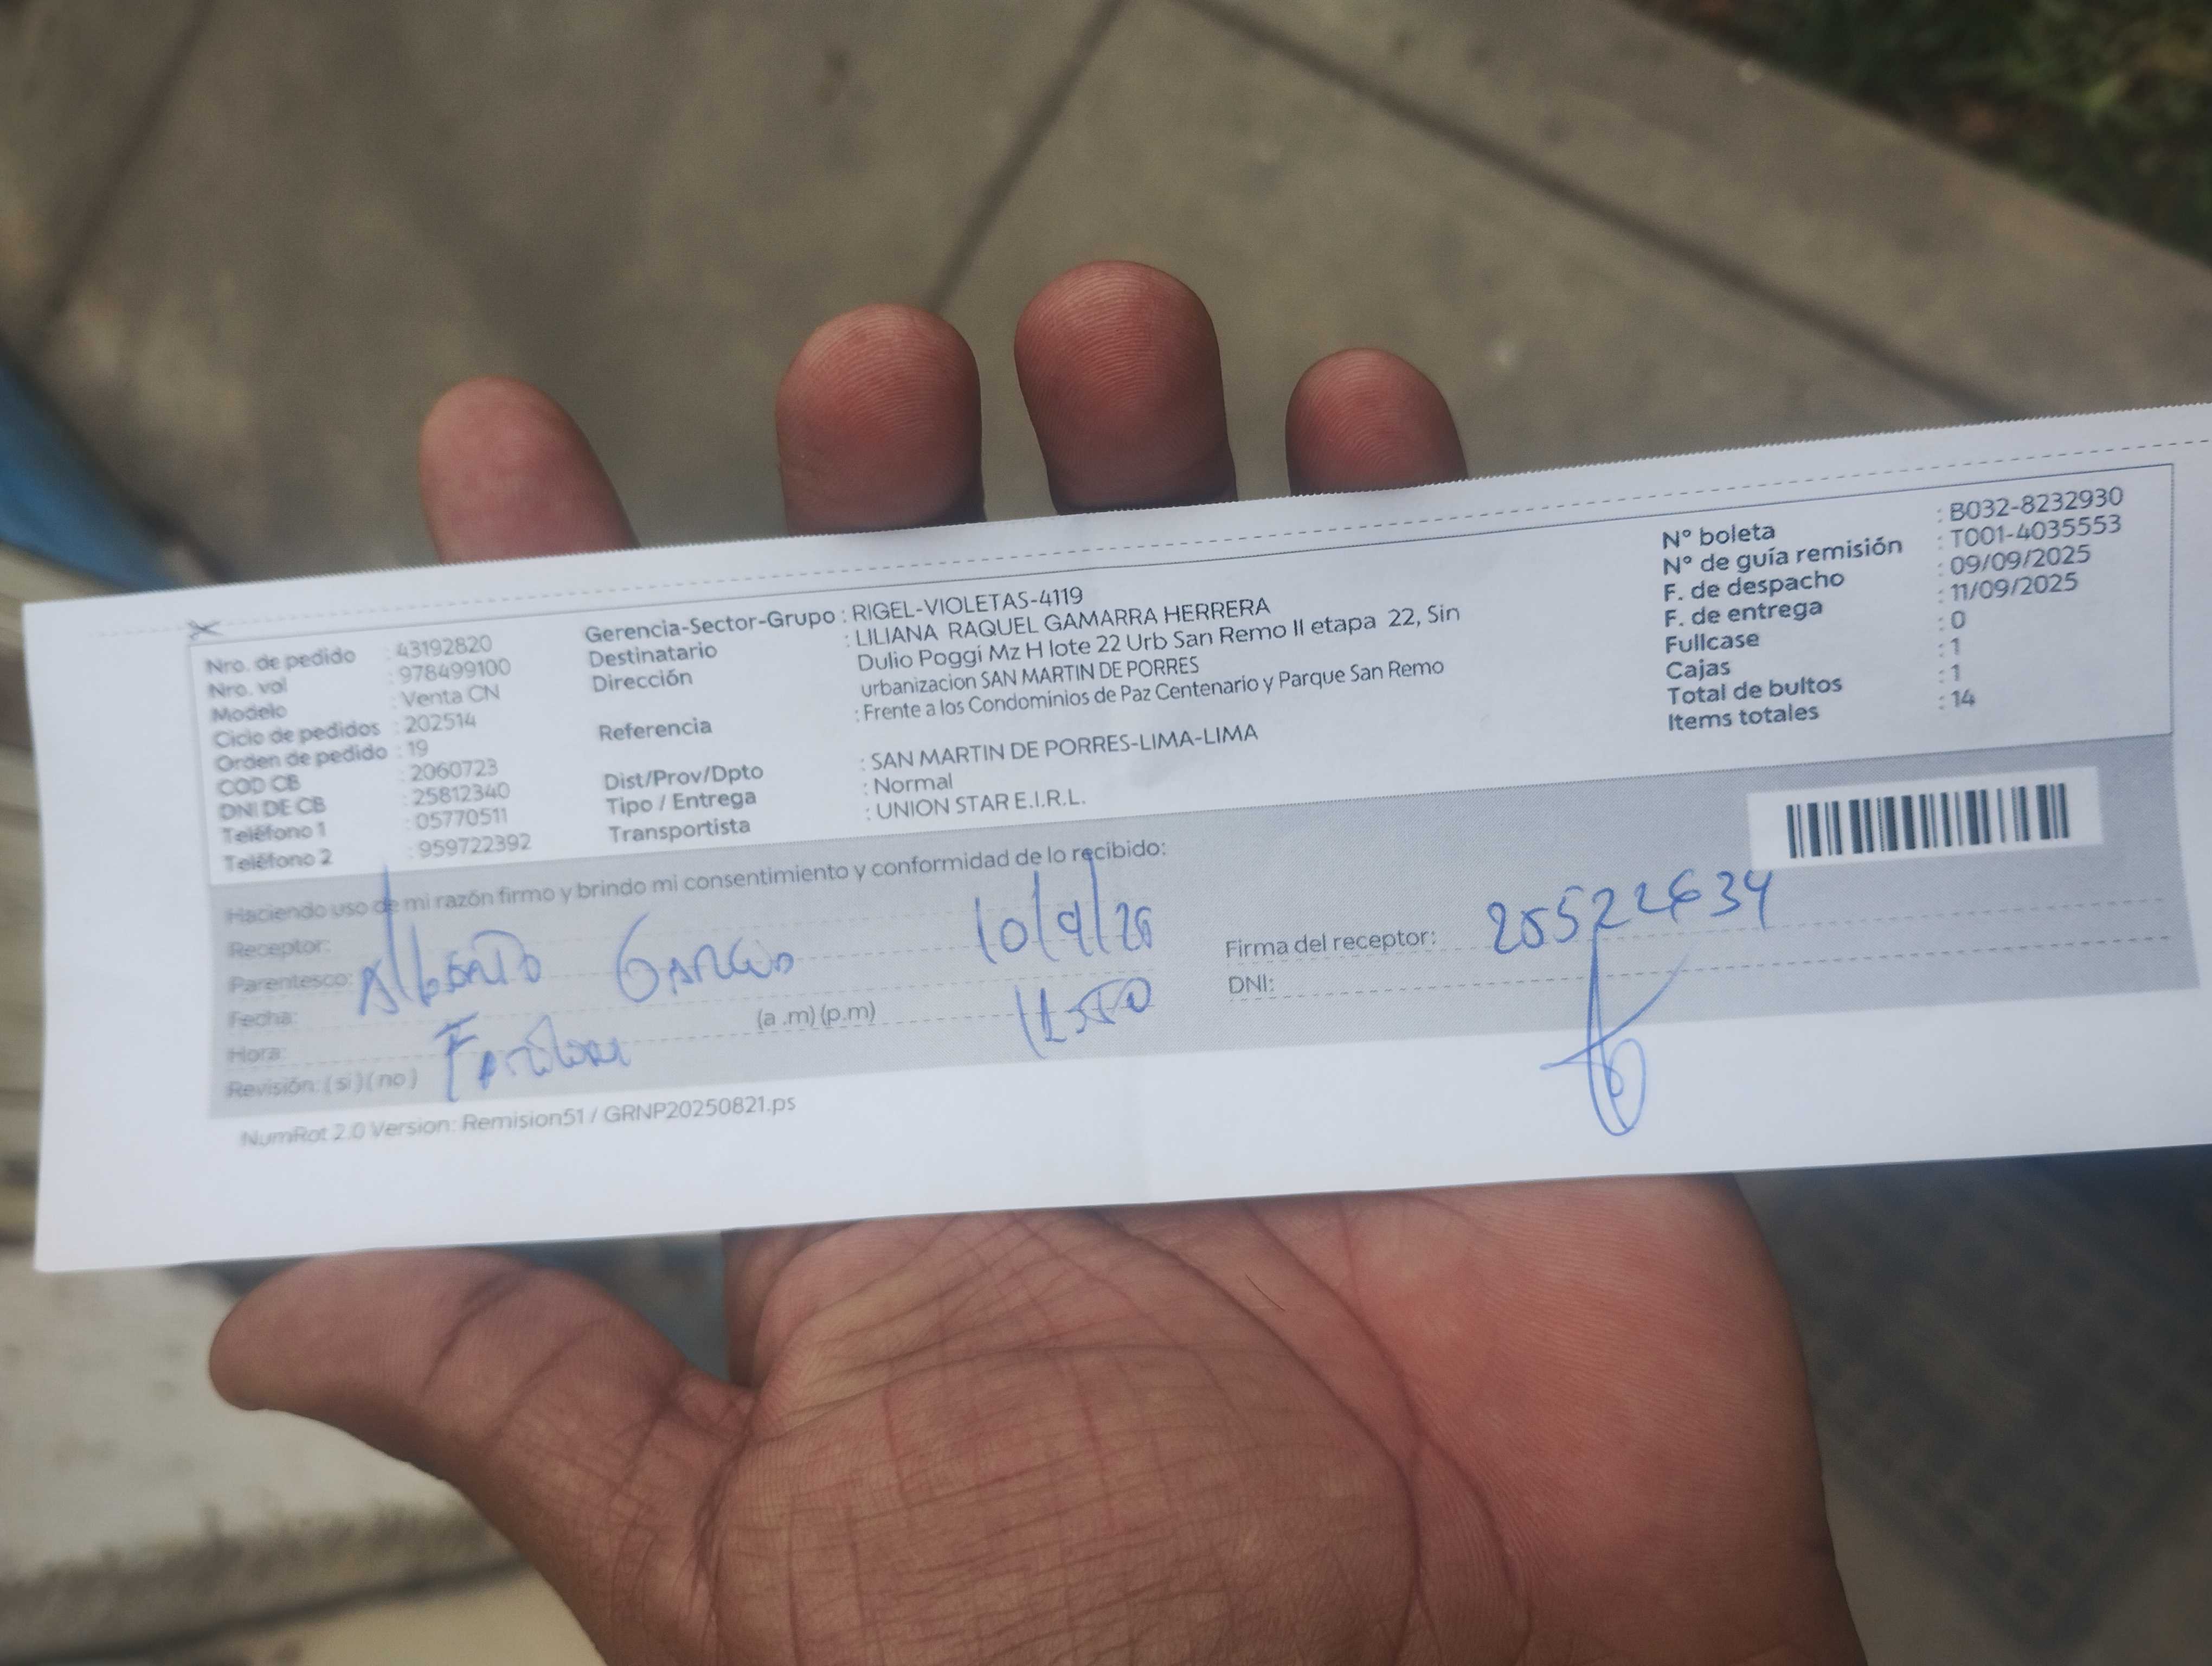 Nro. de pedido : 43192820
Nro. vol : 978499100
Modelo : Venta CN
Ciclo de pedidos : 202514
Orden de pedido : 19
COD CB : 2060723
DNI DE CB : 25812340
Teléfono 1 : 05770511
Teléfono 2 : 959722392
Gerencia-Sector-Grupo : RIGEL-VIOLETAS-4119
Destinatario : LILIANA RAQUEL GAMARRA HERRERA
Dirección Dulio Poggi Mz H lote 22 Urb San Remo II etapa 22, Sin
urbanizacion SAN MARTIN DE PORRES
Referencia : Frente a los Condominios de Paz Centenario y Parque San Remo
Dist/Prov/Dpto : SAN MARTIN DE PORRES-LIMA-LIMA
Tipo / Entrega : Normal
Transportista : UNION STAR E.I.R.L.
N° boleta : B032-8232930
N° de guía remisión : T001-4035553
F. de despacho : 09/09/2025
F. de entrega : 11/09/2025
Fullcase : 0
Cajas : 1
Total de bultos : 1
Items totales : 14
Haciendo uso de mi razón firmo y brindo mi consentimiento y conformidad de lo recibido:
Receptor:
Parentesco: Alberto
Fecha: 10/9/
Hora: (a .m) (p.m)
Revisión: ( si ) ( no )
Firma del receptor:
DNI:
NumRot 2.0 Version: Remision51 / GRNP20250821.ps